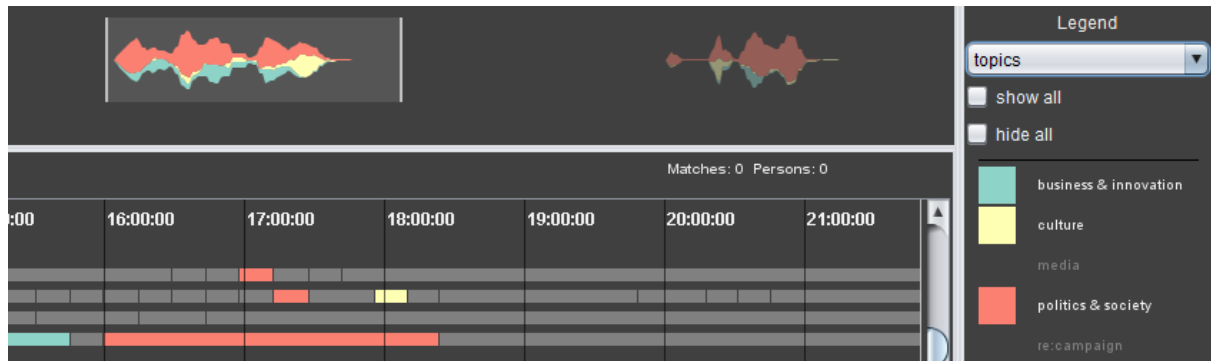 Legend
topics
show all
hide all
Matches: 0 Persons: 0
business & innovation
:00 16:00:00 17:00:00 18:00:00 19:00:00 20:00:00 21:00:00
culture
media
politics & society
re:campaign